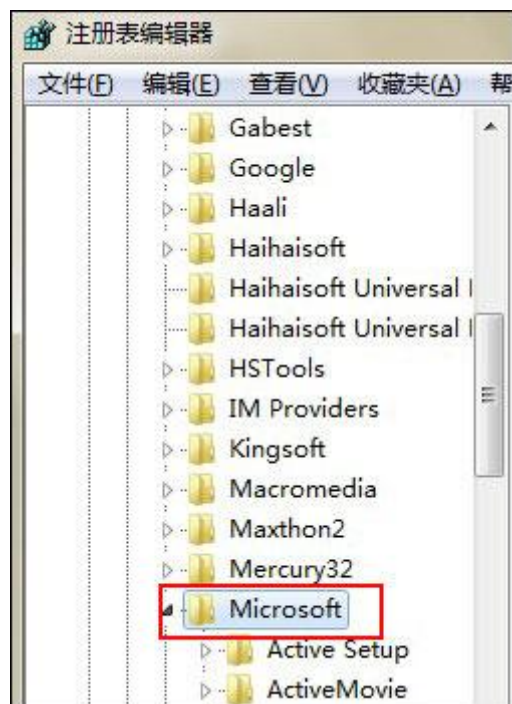 注册表编辑器
文件(F) 编辑(E) 查看(V) 收藏夹(A) 帮
Gabest
Google
Haali
Haihaisoft
Haihaisoft Universal
Haihaisoft Universal
HSTools
IM Providers
Kingsoft
Macromedia
Maxthon2
Mercury32
Microsoft
Active Setup
ActiveMovie